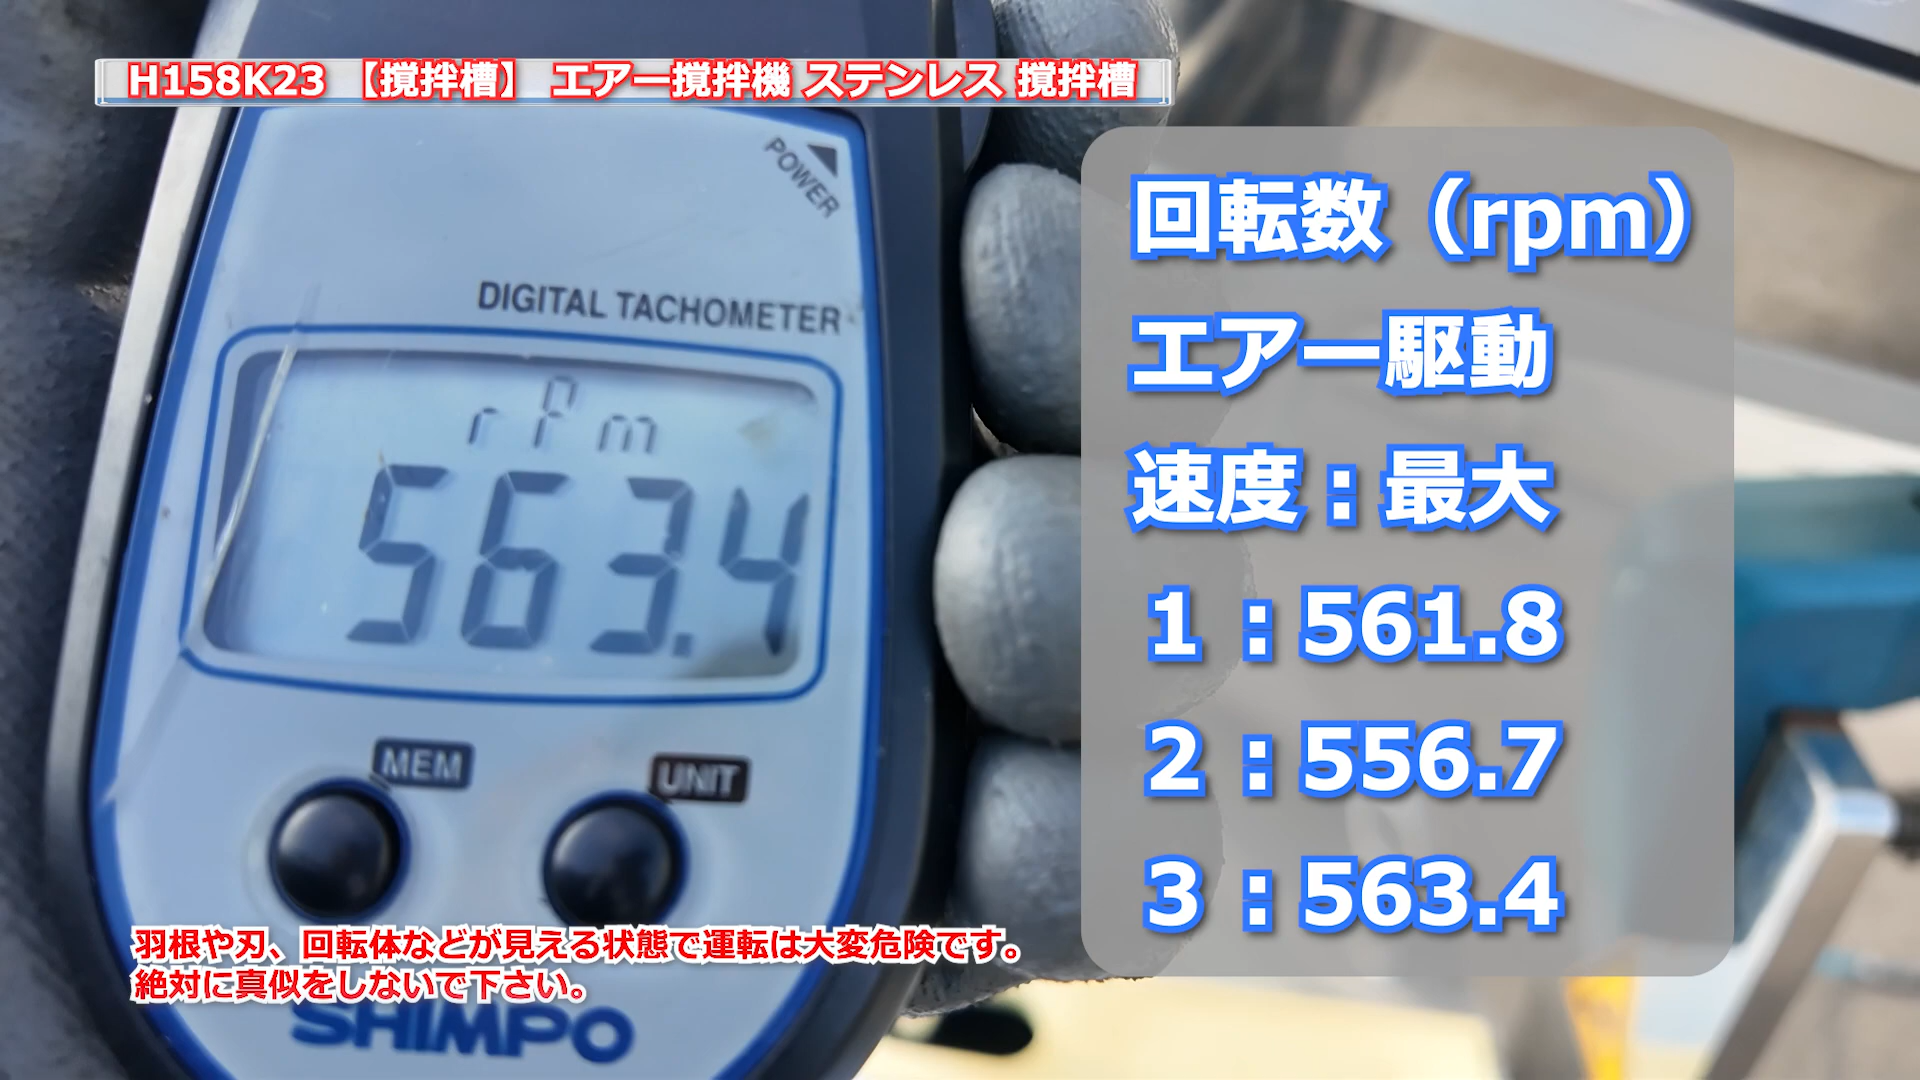 H158K23 【撹拌槽】 エアー撹拌機 ステンレス 撹拌槽
POWER
DIGITAL TACHOMETER
rPm
563.4
MEM
UNIT
SHIMPO
回転数（rpm）
エアー駆動
速度：最大
1：561.8
2：556.7
3：563.4
羽根や刃、回転体などが見える状態で運転は大変危険です。
絶対に真似をしないで下さい。